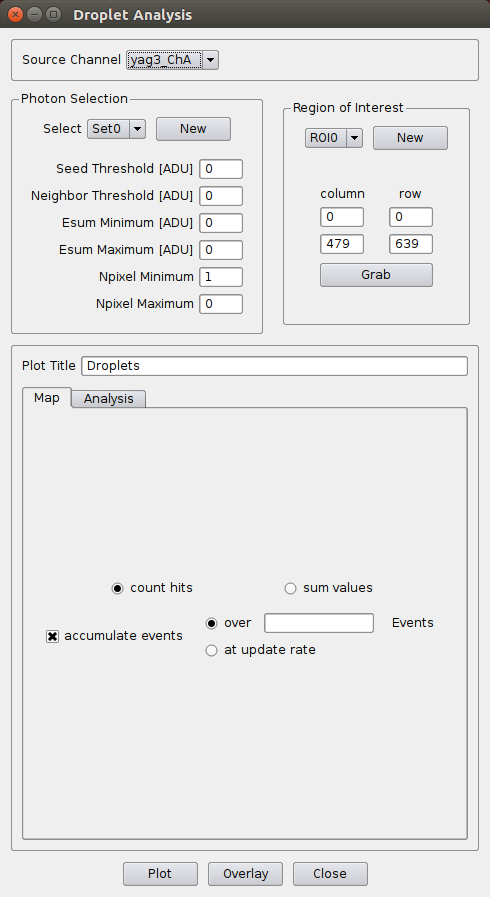 Droplet Analysis
Source Channel yag3_ChA
Photon Selection
Select Set0 New
Seed Threshold [ADU] 0
Neighbor Threshold [ADU] 0
Esum Minimum [ADU] 0
Esum Maximum [ADU] 0
Npixel Minimum 1
Npixel Maximum 0
Region of Interest
ROI0 New
column row
0 0
479 639
Grab
Plot Title Droplets
Map Analysis
count hits sum values
accumulate events
over Events
at update rate
Plot Overlay Close